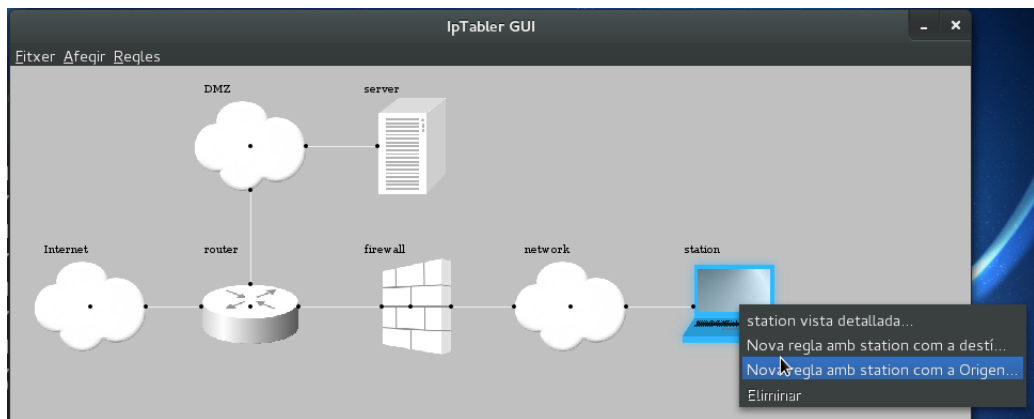 IpTabler GUI
Fitxer Afegir Regles
DMZ
server
Internet
router
firewall
network
station
station vista detallada...
Nova regla amb station com a destí...
Nova regla amb station com a Origen...
Eliminar